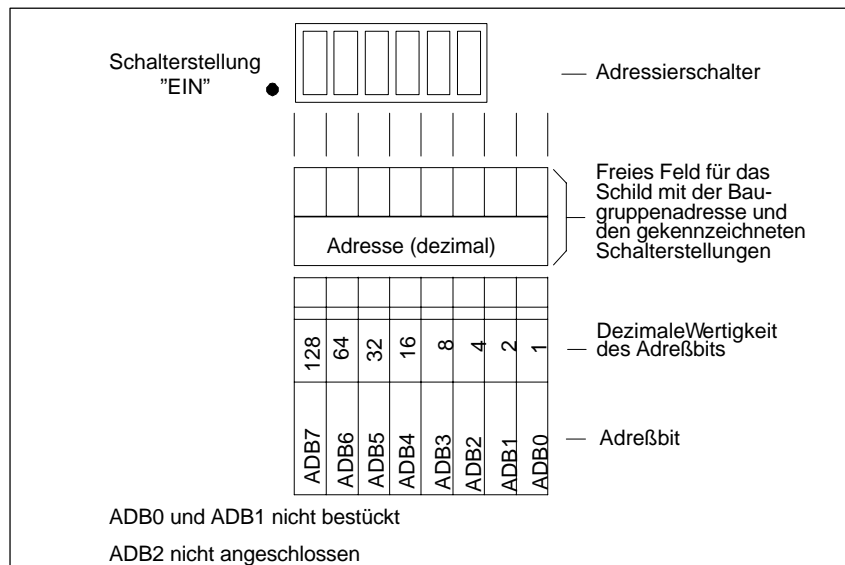 Schalterstellung
”EIN”
Adressierschalter
Freies Feld für das
Schild mit der Bau-
gruppenadresse und
den gekennzeichneten
Schalterstellungen
Adresse (dezimal)
128 64 32 16 8 4 2 1
DezimaleWertigkeit
des Adreßbits
ADB7 ADB6 ADB5 ADB4 ADB3 ADB2 ADB1 ADB0
Adreßbit
ADB0 und ADB1 nicht bestückt
ADB2 nicht angeschlossen